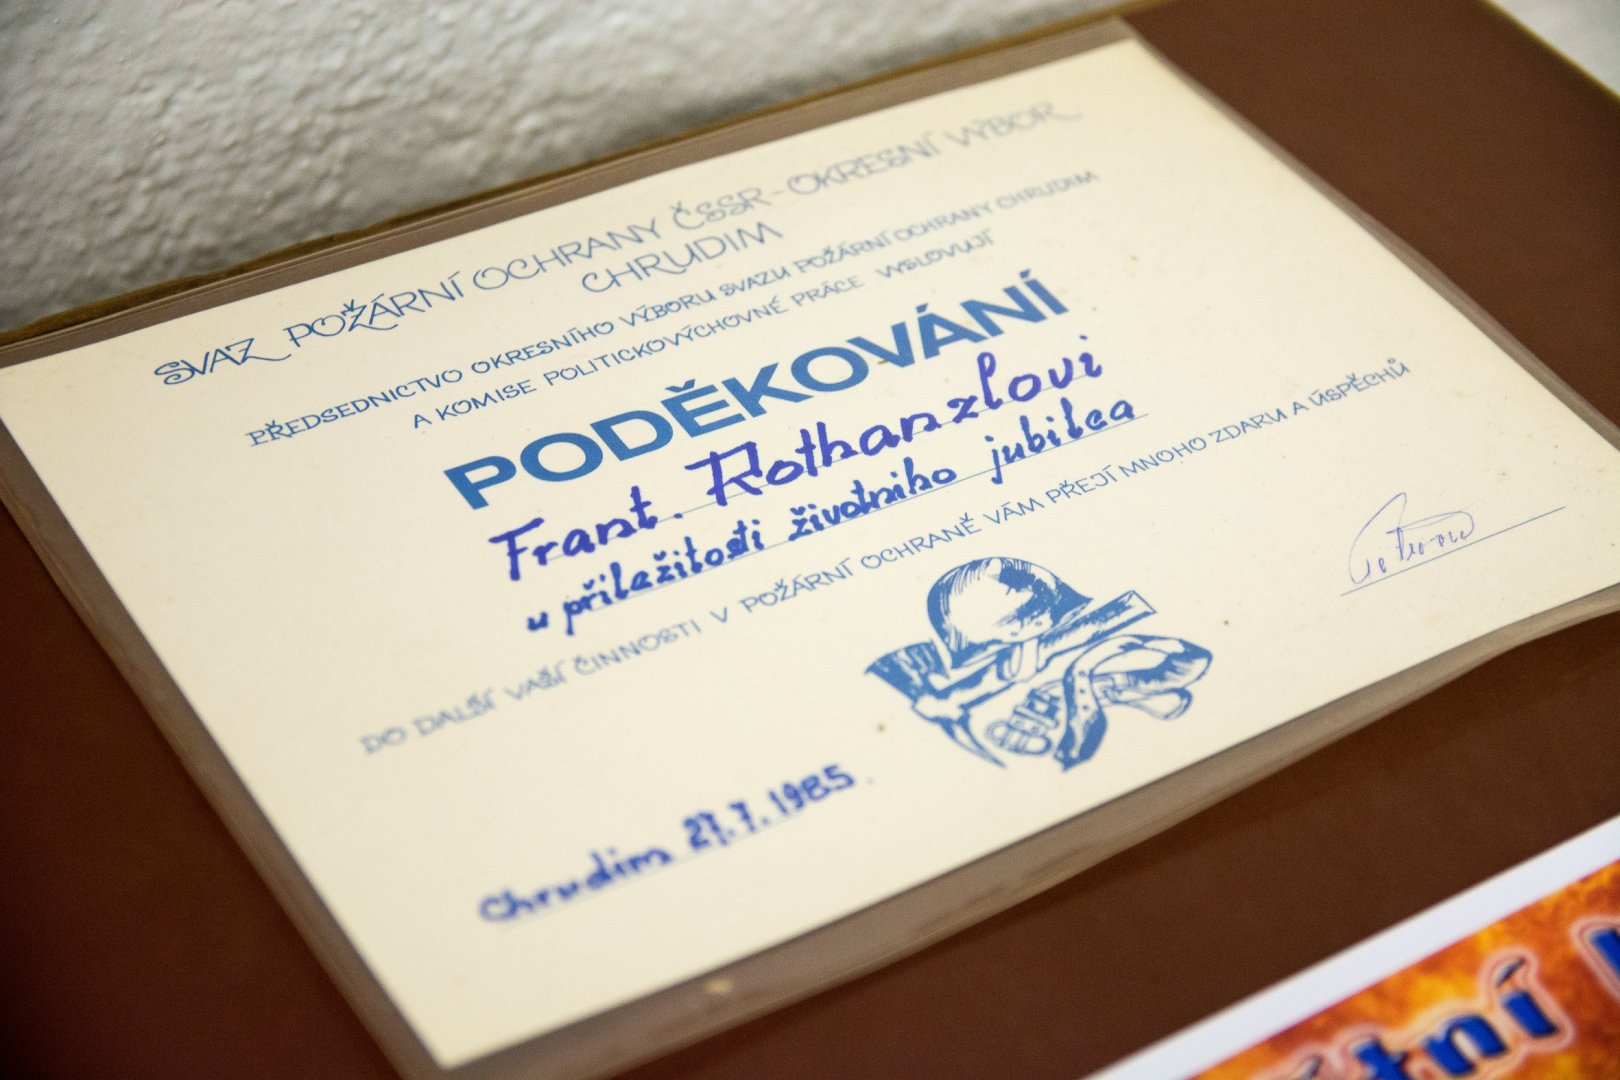 SVAZ POŽÁRNÍ OCHRANY ČSSR - OKRESNÍ VÝBOR
CHRUDIM
PŘEDSEDNICTVO OKRESNÍHO VÝBORU SVAZU POŽÁRNÍ OCHRANY CHRUDIM
A KOMISE POLITICKOVÝCHOVNÉ PRÁCE VYSLOVUJÍ
PODĚKOVÁNÍ
Frant. Rothanzlovi
u příležitosti životního jubilea
DO DALŠÍ VAŠÍ ČINNOSTI V POŽÁRNÍ OCHRANĚ VÁM PŘEJÍ MNOHO ZDARU A ÚSPĚCHŮ
Chrudim 27.7.1985